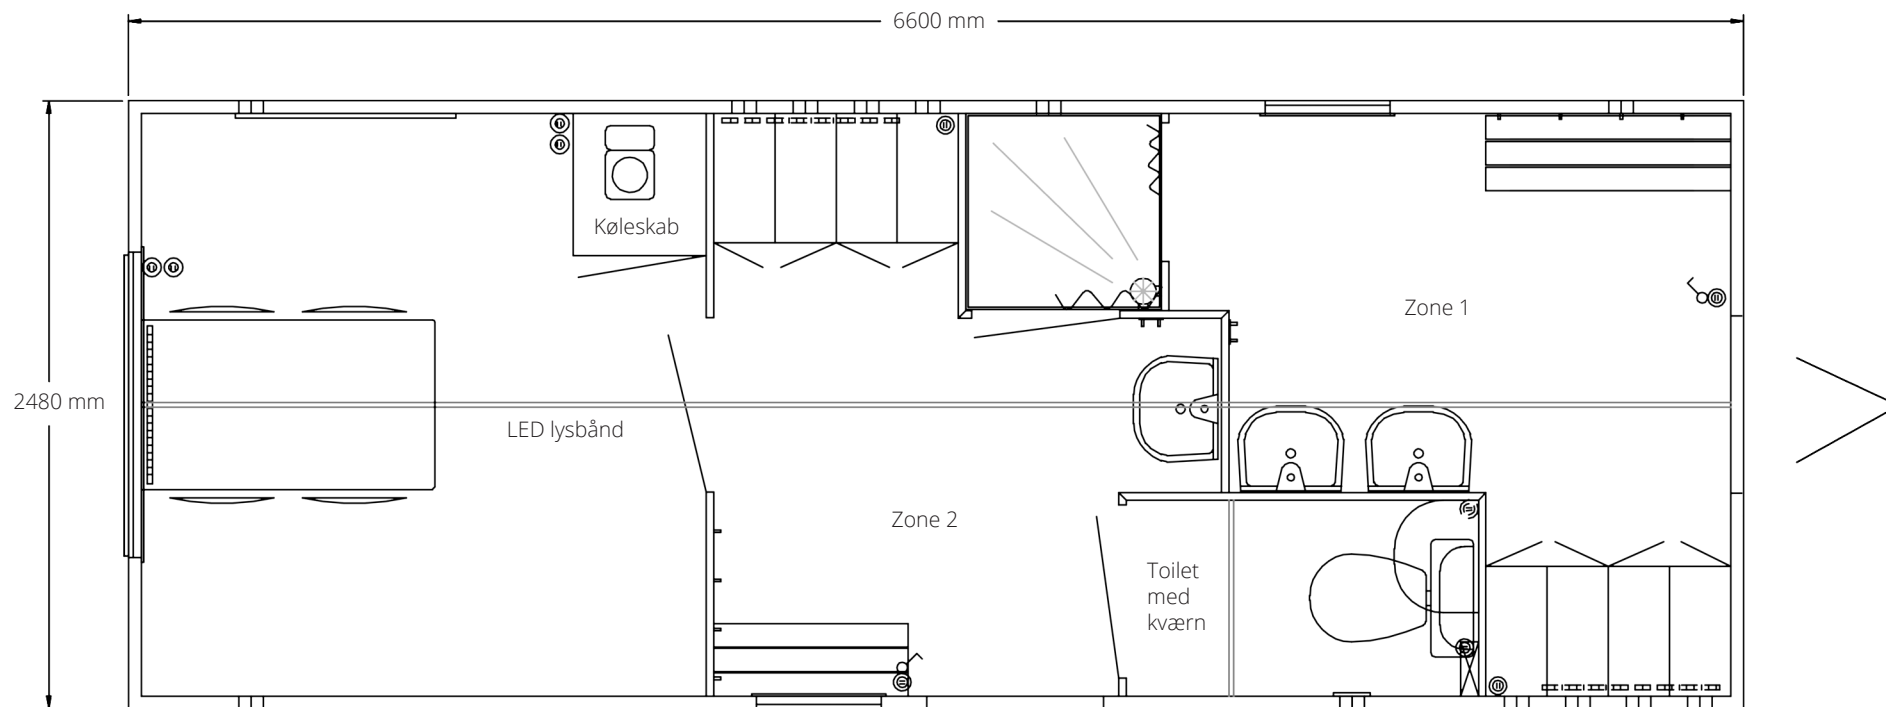 6600 mm
Køleskab
Zone 1
2480 mm
LED lysbånd
Zone 2
Toilet
med
kværn